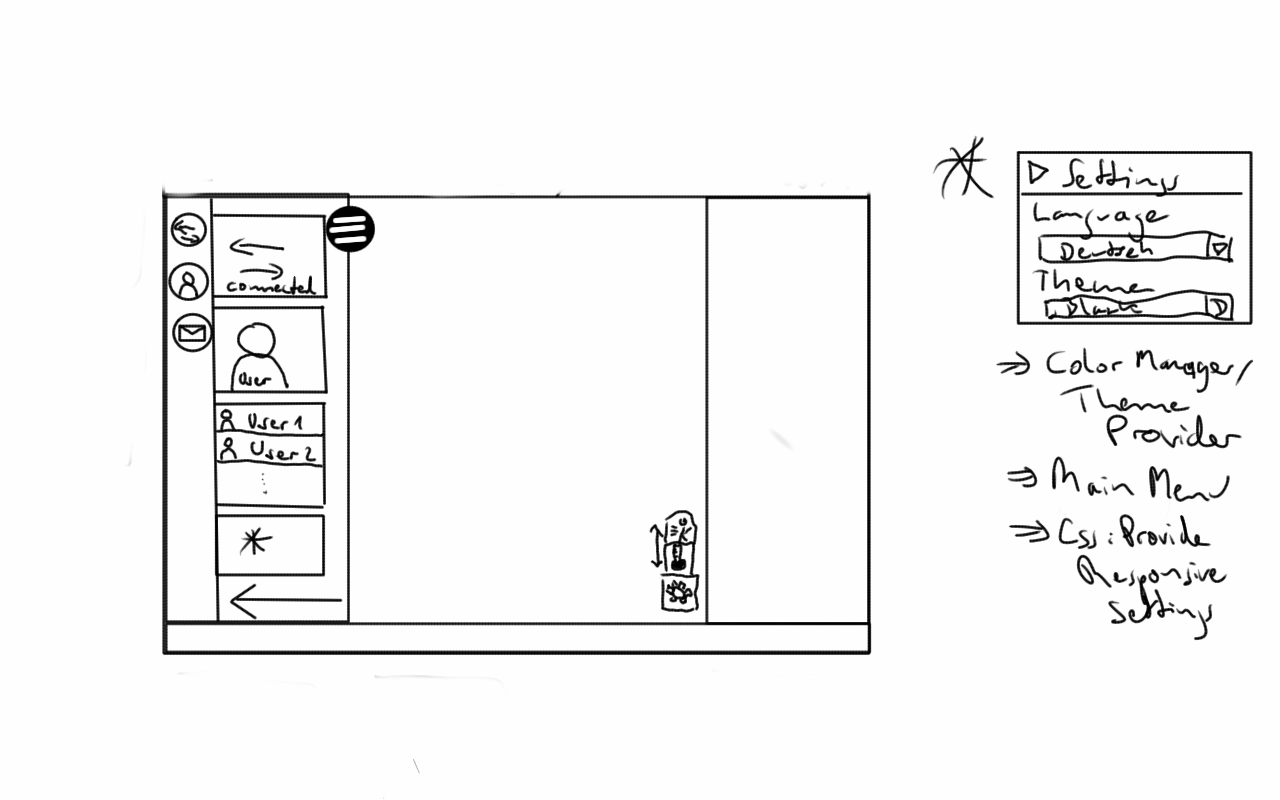 connected
User
User 1
User 2
Settings
Language
Deutsch
Theme
⇒ Color Manager/
Theme
Provider
⇒ Main Menu
⇒ Css: Provide
Responsive
Settings